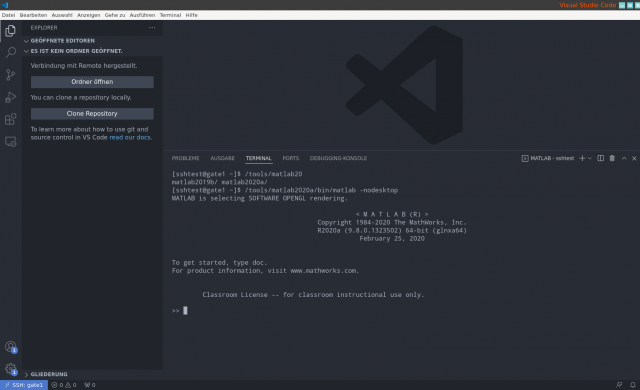 Visual Studio Code
Datei Bearbeiten Auswahl Anzeigen Gehe zu Ausführen Terminal Hilfe
EXPLORER
GEÖFFNETE EDITOREN
ES IST KEIN ORDNER GEÖFFNET.
Verbindung mit Remote hergestellt.
Ordner öffnen
You can clone a repository locally.
Clone Repository
To learn more about how to use git and
source control in VS Code read our docs.
PROBLEME AUSGABE TERMINAL PORTS DEBUGGING-KONSOLE
MATLAB - sshtest
[sshtest@gate1 ~]$ /tools/matlab20
matlab2019b/ matlab2020a/
[sshtest@gate1 ~]$ /tools/matlab2020a/bin/matlab -nodesktop
MATLAB is selecting SOFTWARE OPENGL rendering.
< M A T L A B (R) >
Copyright 1984-2020 The MathWorks, Inc.
R2020a (9.8.0.1323502) 64-bit (glnxa64)
February 25, 2020
To get started, type doc.
For product information, visit www.mathworks.com.
Classroom License -- for classroom instructional use only.
>>
1
1
GLIEDERUNG
SSH: gate1 0 0 0